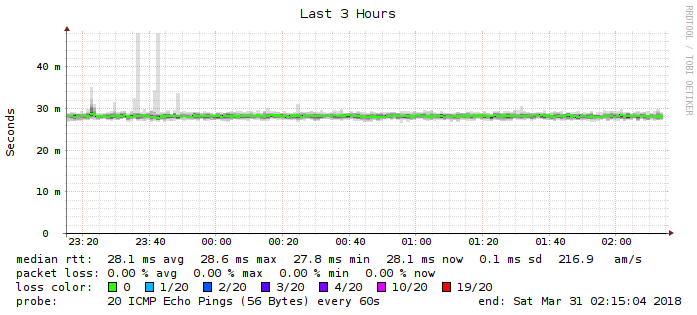 Last 3 Hours
RRDTOOL / TOBI OETIKER
Seconds
40 m
30 m
20 m
10 m
0
23:20 23:40 00:00 00:20 00:40 01:00 01:20 01:40 02:00
median rtt: 28.1 ms avg 28.6 ms max 27.8 ms min 28.1 ms now 0.1 ms sd 216.9 am/s
packet loss: 0.00 % avg 0.00 % max 0.00 % min 0.00 % now
loss color: 0 1/20 2/20 3/20 4/20 10/20 19/20
probe: 20 ICMP Echo Pings (56 Bytes) every 60s end: Sat Mar 31 02:15:04 2018